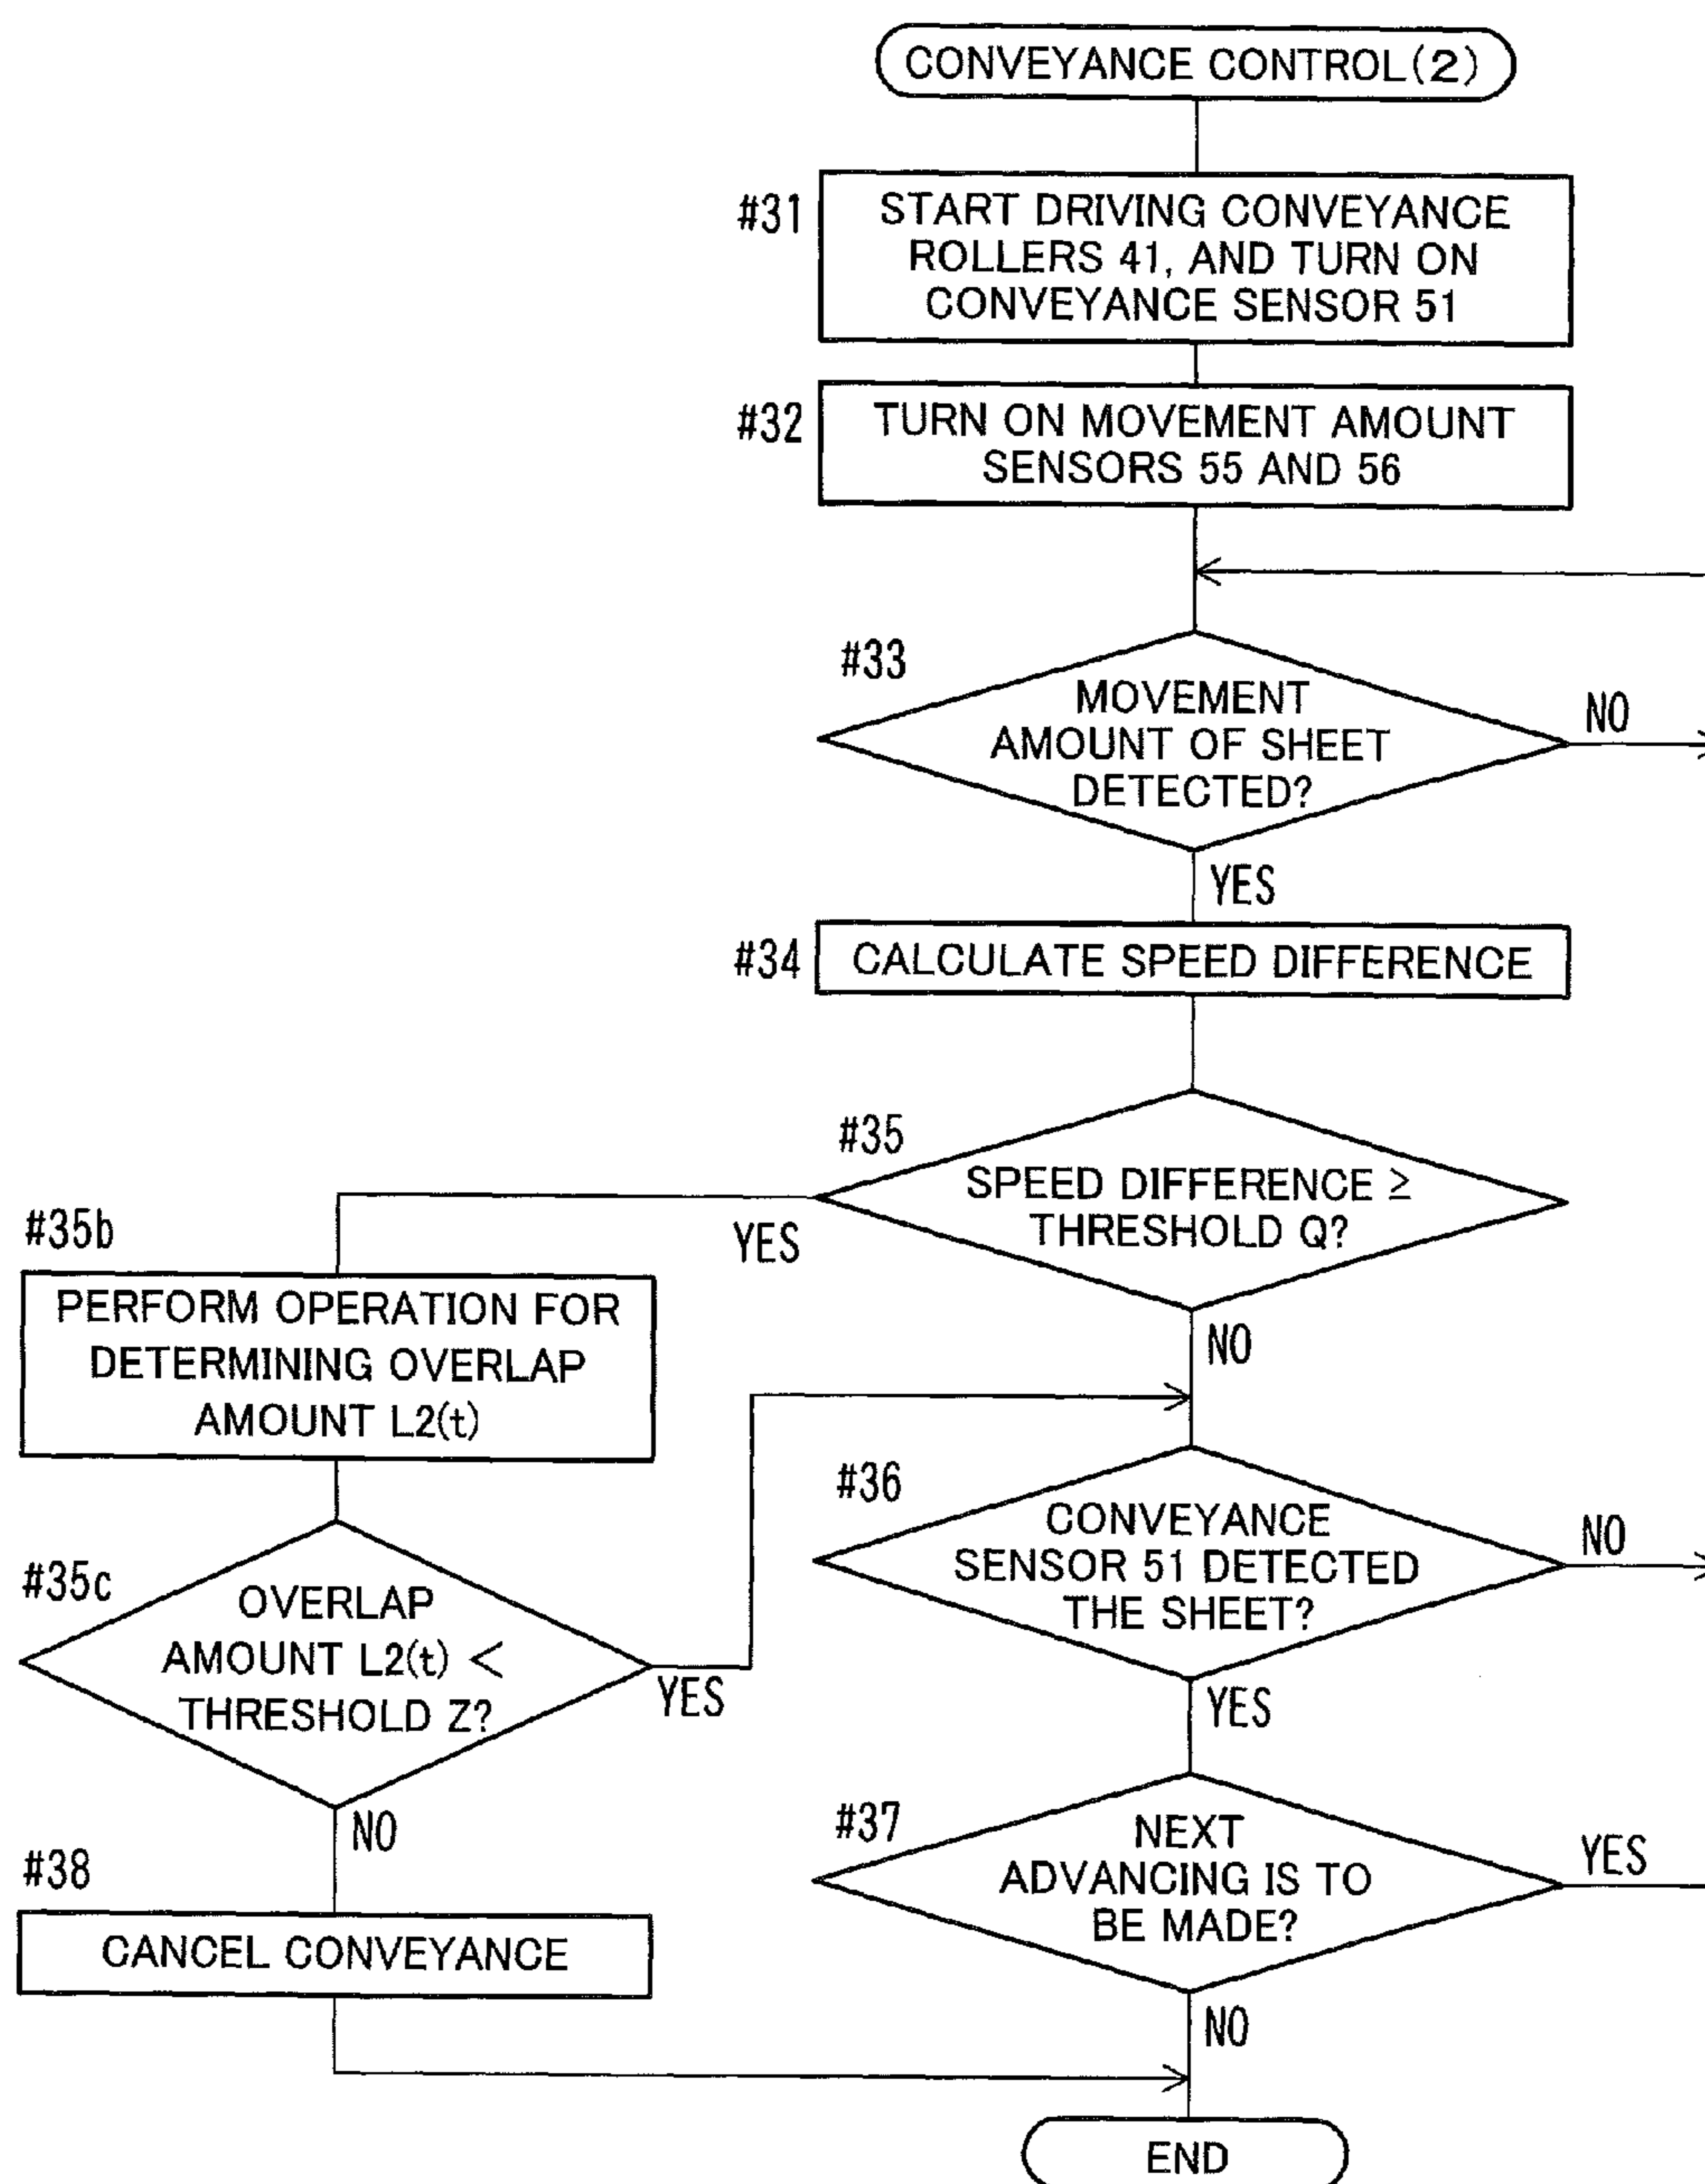 CONVEYANCE CONTROL(2)
#31
START DRIVING CONVEYANCE
ROLLERS 41, AND TURN ON
CONVEYANCE SENSOR 51
#32
TURN ON MOVEMENT AMOUNT
SENSORS 55 AND 56
#33
MOVEMENT
AMOUNT OF SHEET
DETECTED?
NO
YES
#34
CALCULATE SPEED DIFFERENCE
#35
SPEED DIFFERENCE ≥
THRESHOLD Q?
YES
NO
#35b
PERFORM OPERATION FOR
DETERMINING OVERLAP
AMOUNT L2(t)
#35c
OVERLAP
AMOUNT L2(t) <
THRESHOLD Z?
YES
NO
#36
CONVEYANCE
SENSOR 51 DETECTED
THE SHEET?
NO
YES
#37
NEXT
ADVANCING IS TO
BE MADE?
YES
NO
#38
CANCEL CONVEYANCE
END